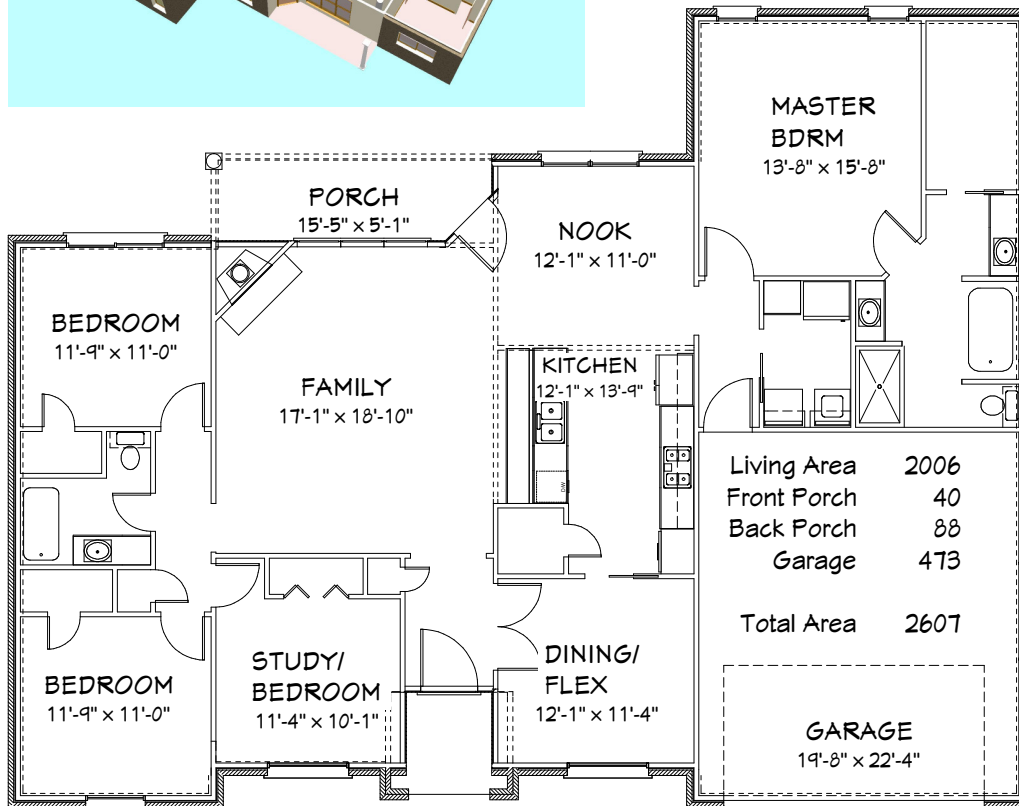 MASTER
BDRM
13'-8" x 15'-8"
PORCH
15'-5" x 5'-1"
NOOK
12'-1" x 11'-0"
BEDROOM
11'-9" x 11'-0"
FAMILY
17'-1" x 18'-10"
KITCHEN
12'-1" x 13'-9"
DW
Living Area 2006
Front Porch 40
Back Porch 88
Garage 473
Total Area 2607
BEDROOM
11'-9" x 11'-0"
STUDY/
BEDROOM
11'-4" x 10'-1"
DINING/
FLEX
12'-1" x 11'-4"
GARAGE
19'-8" x 22'-4"